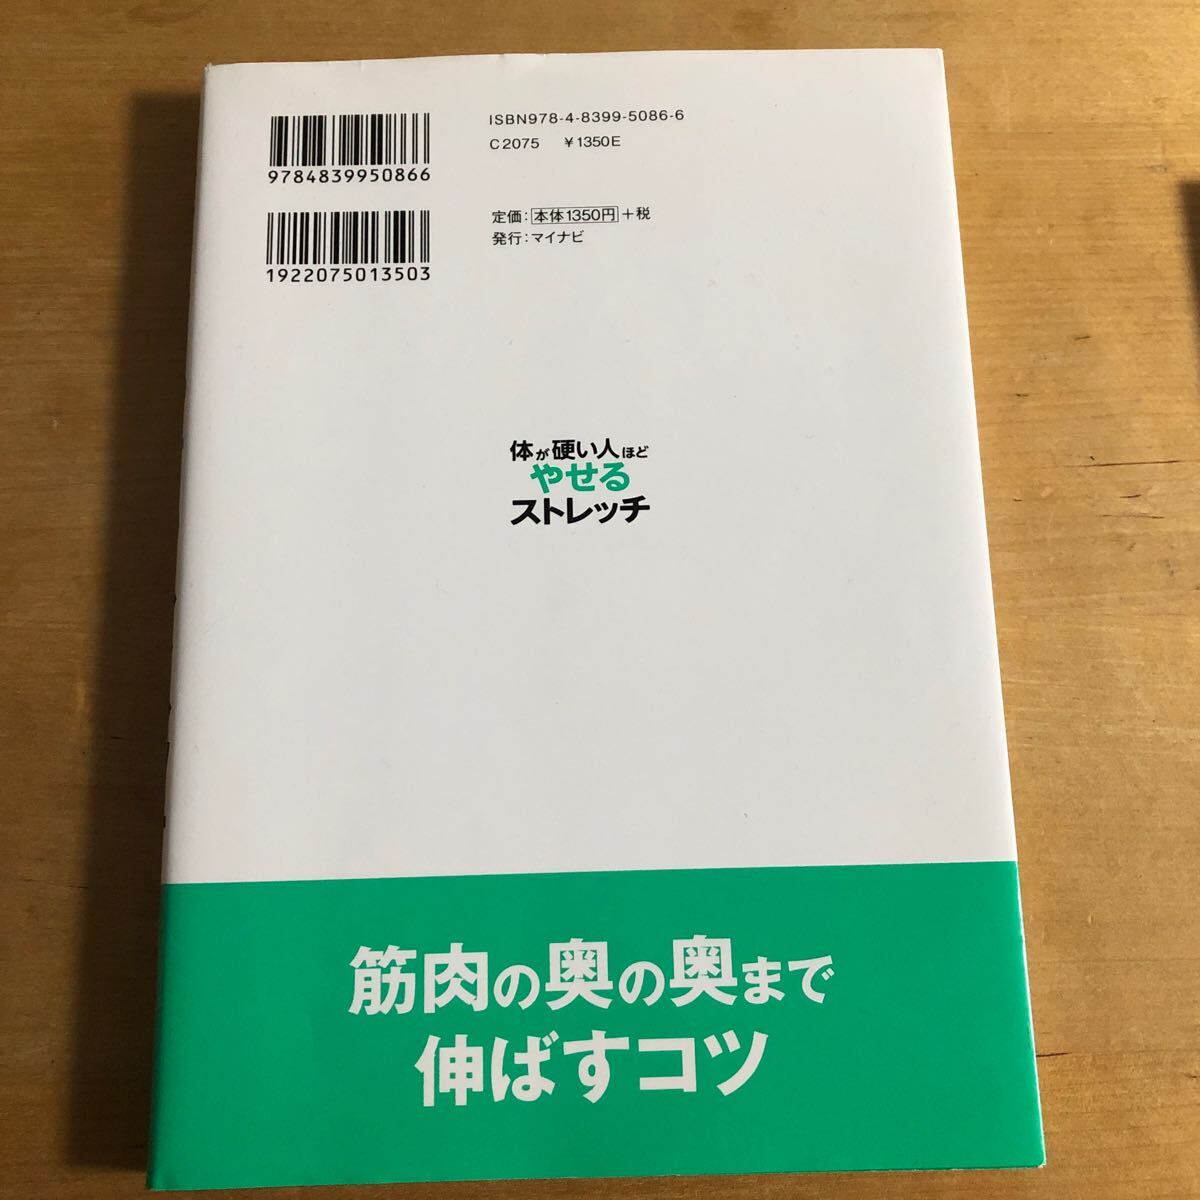 9784839950866
ISBN978-4-8399-5086-6
C2075 ¥1350E
1922075013503
定価：本体1350円+税
発行：マイナビ
体が硬い人ほど
やせる
ストレッチ
筋肉の奥の奥まで
伸ばすコツ